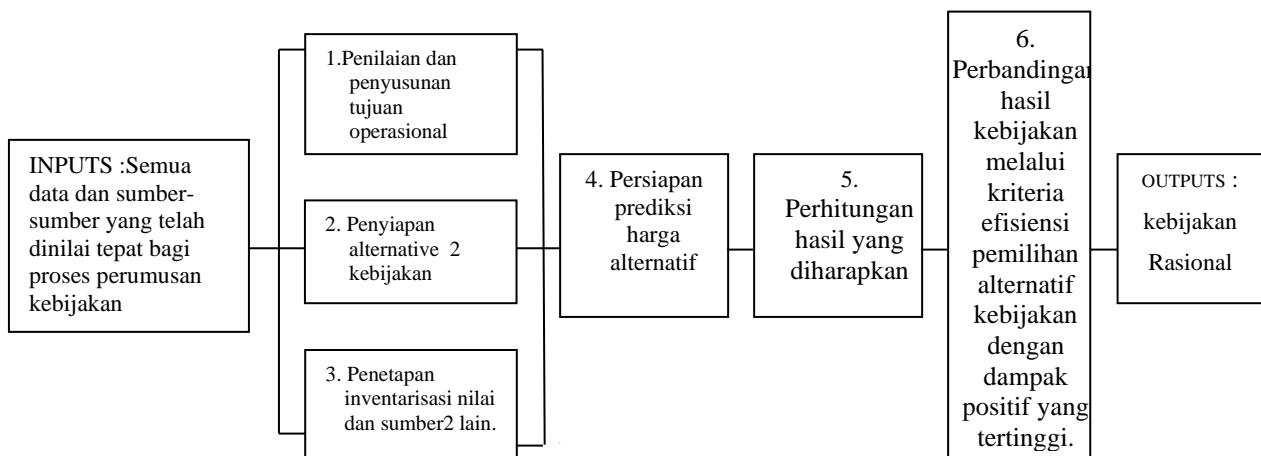 INPUTS :Semua
data dan sumber-
sumber yang telah
dinilai tepat bagi
proses perumusan
kebijakan
1.Penilaian dan
penyusunan
tujuan
operasional
2. Penyiapan
alternative 2
kebijakan
3. Penetapan
inventarisasi nilai
dan sumber2 lain.
4. Persiapan
prediksi
harga
alternatif
5.
Perhitungan
hasil yang
diharapkan
6.
Perbandingan
hasil
kebijakan
melalui
kriteria
efisiensi
pemilihan
alternatif
kebijakan
dengan
dampak
positif yang
tertinggi.
OUTPUTS :
kebijakan
Rasional